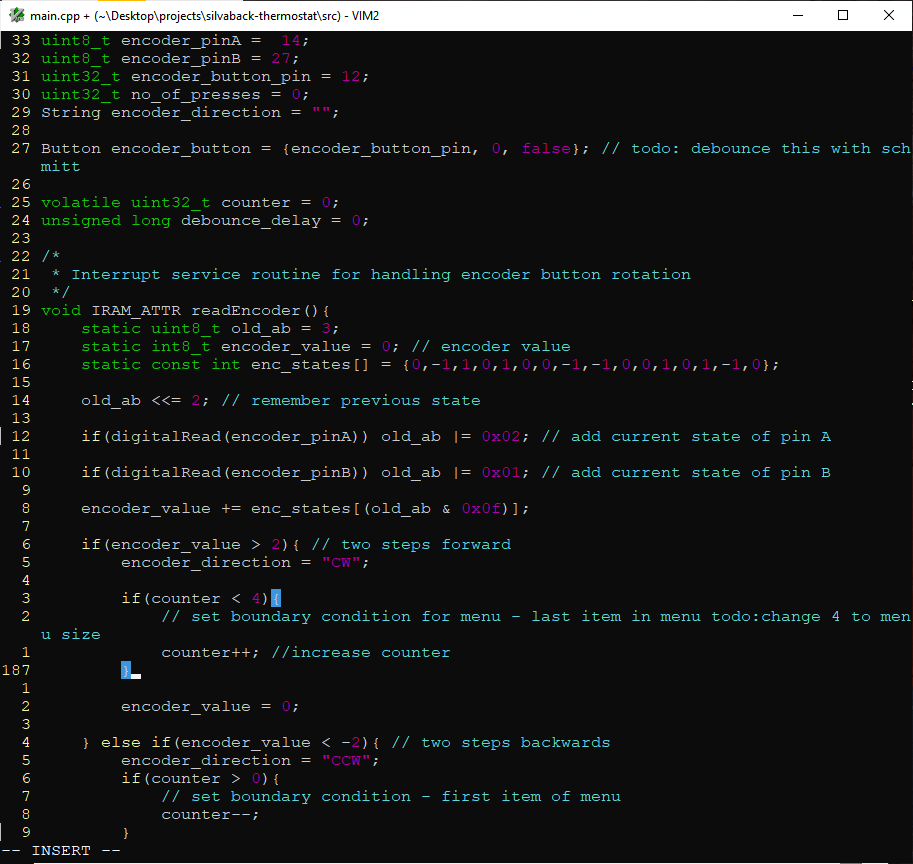 main.cpp + (~\Desktop\projects\silvaback-thermostat\src) - VIM2
33 uint8_t encoder_pinA =  14;
32 uint8_t encoder_pinB = 27;
31 uint32_t encoder_button_pin = 12;
30 uint32_t no_of_presses = 0;
29 String encoder_direction = "";
28
27 Button encoder_button = {encoder_button_pin, 0, false}; // todo: debounce this with sch
mitt
26
25 volatile uint32_t counter = 0;
24 unsigned long debounce_delay = 0;
23
22 /*
21  * Interrupt service routine for handling encoder button rotation
20  */
19 void IRAM_ATTR readEncoder(){
18     static uint8_t old_ab = 3;
17     static int8_t encoder_value = 0; // encoder value
16     static const int enc_states[] = {0,-1,1,0,1,0,0,-1,-1,0,0,1,0,1,-1,0};
15
14     old_ab <<= 2; // remember previous state
13
12     if(digitalRead(encoder_pinA)) old_ab |= 0x02; // add current state of pin A
11
10     if(digitalRead(encoder_pinB)) old_ab |= 0x01; // add current state of pin B
9
8     encoder_value += enc_states[(old_ab & 0x0f)];
7
6     if(encoder_value > 2){ // two steps forward
5         encoder_direction = "CW";
4
3         if(counter < 4){
2             // set boundary condition for menu - last item in menu todo:change 4 to men
u size
1             counter++; //increase counter
187         }
1
2         encoder_value = 0;
3
4     } else if(encoder_value < -2){ // two steps backwards
5         encoder_direction = "CCW";
6         if(counter > 0){
7             // set boundary condition - first item of menu
8             counter--;
9         }
-- INSERT --